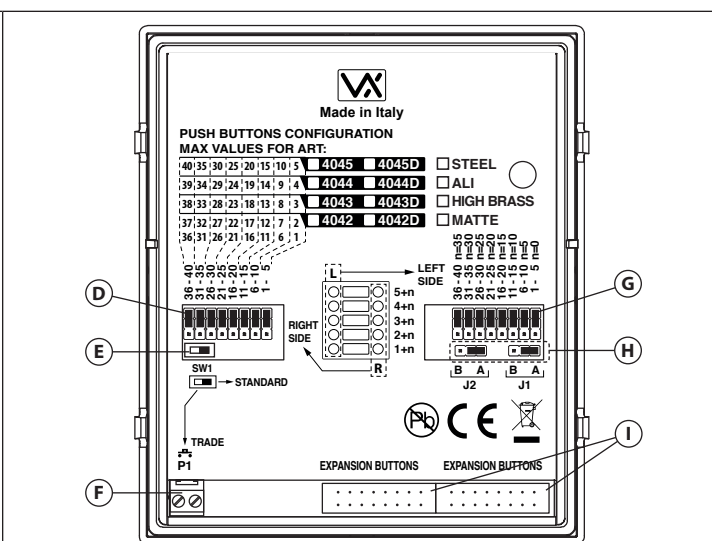 VX
Made in Italy
PUSH BUTTONS CONFIGURATION
MAX VALUES FOR ART:
40 35 30 25 20 15 10 5 4045 4045D STEEL
39 34 29 24 19 14 9 4 4044 4044D ALI
38 33 28 23 18 13 8 3 4043 4043D HIGH BRASS
37 32 27 22 17 12 7 2 4042 4042D MATTE
36 31 26 21 16 11 6 1
36 - 40
31 - 35
26 - 30
21 - 25
16 - 20
11 - 15
6 - 10
1 - 5
L
LEFT
SIDE
5+n
4+n
3+n
2+n
1+n
RIGHT
SIDE
R
36 - 40 n=35
31 - 35 n=30
26 - 30 n=25
21 - 25 n=20
16 - 20 n=15
11 - 15 n=10
6 - 10 n=5
1 - 5 n=0
D
G
E
H
SW1
STANDARD
B A B A
J2 J1
TRADE
P1
Pb
CE
I
EXPANSION BUTTONS EXPANSION BUTTONS
F